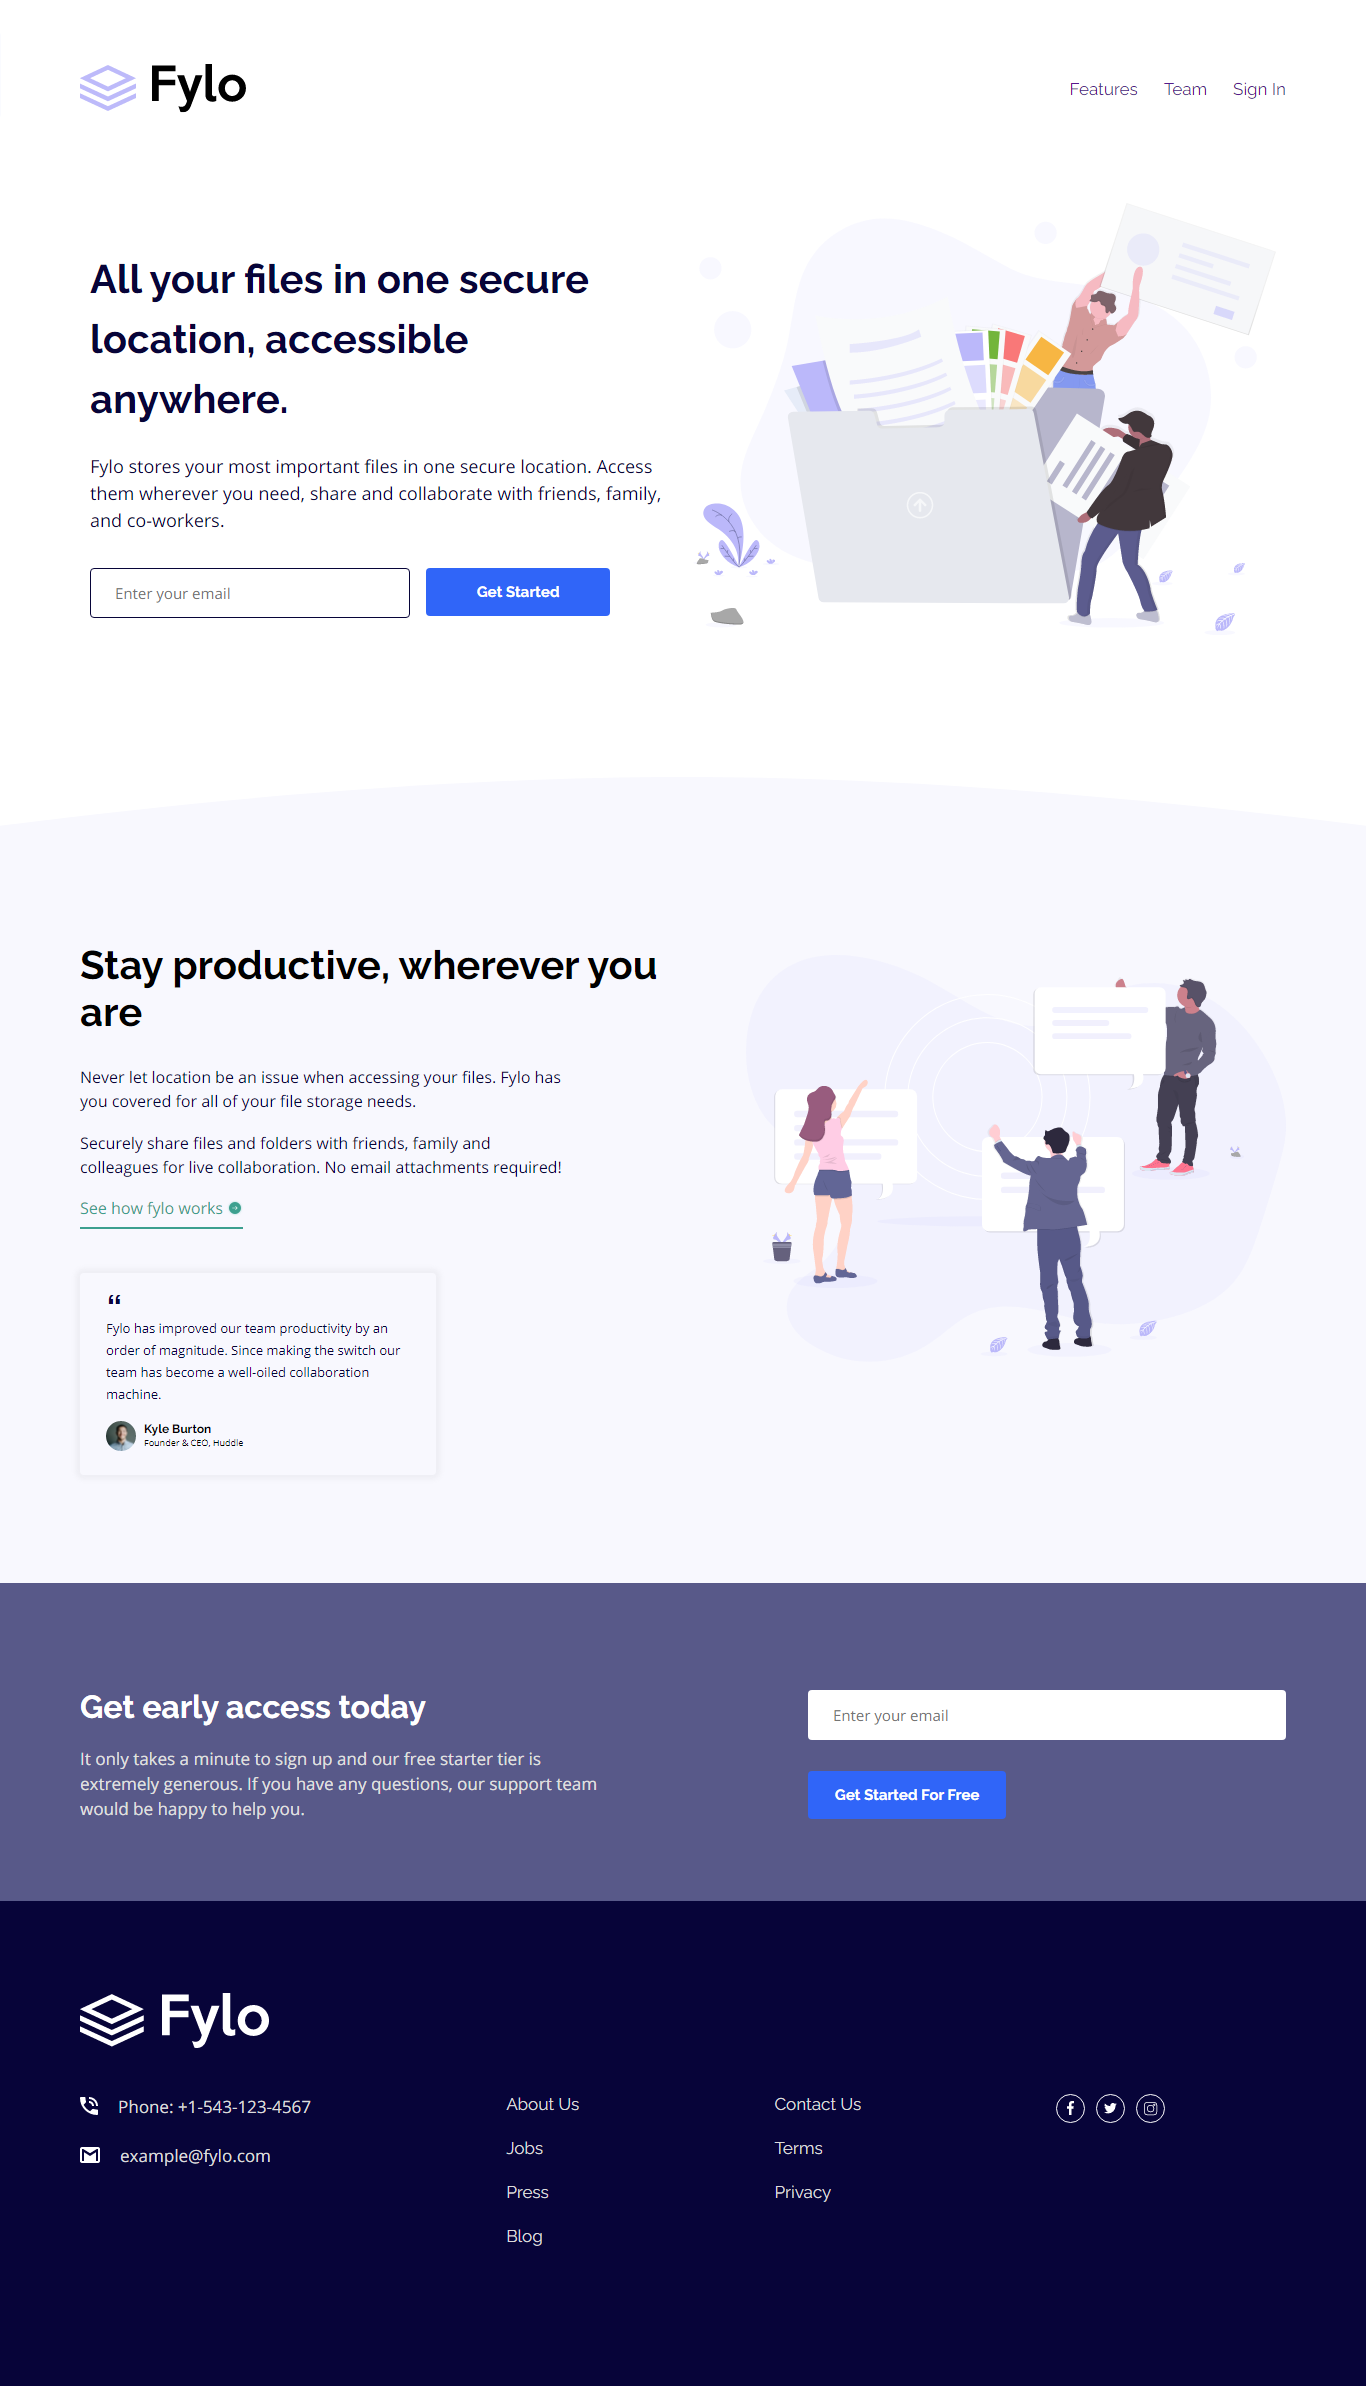 Fylo
Features Team Sign In
All your files in one secure
location, accessible
anywhere.
Fylo stores your most important files in one secure location. Access
them wherever you need, share and collaborate with friends, family,
and co-workers.
Enter your email
Get Started
Stay productive, wherever you
are
Never let location be an issue when accessing your files. Fylo has
you covered for all of your file storage needs.
Securely share files and folders with friends, family and
colleagues for live collaboration. No email attachments required!
See how fylo works
“
Fylo has improved our team productivity by an
order of magnitude. Since making the switch our
team has become a well-oiled collaboration
machine.
Kyle Burton
Founder & CEO, Huddle
Get early access today
It only takes a minute to sign up and our free starter tier is
extremely generous. If you have any questions, our support team
would be happy to help you.
Enter your email
Get Started For Free
Fylo
Phone: +1-543-123-4567
example@fylo.com
About Us
Jobs
Press
Blog
Contact Us
Terms
Privacy